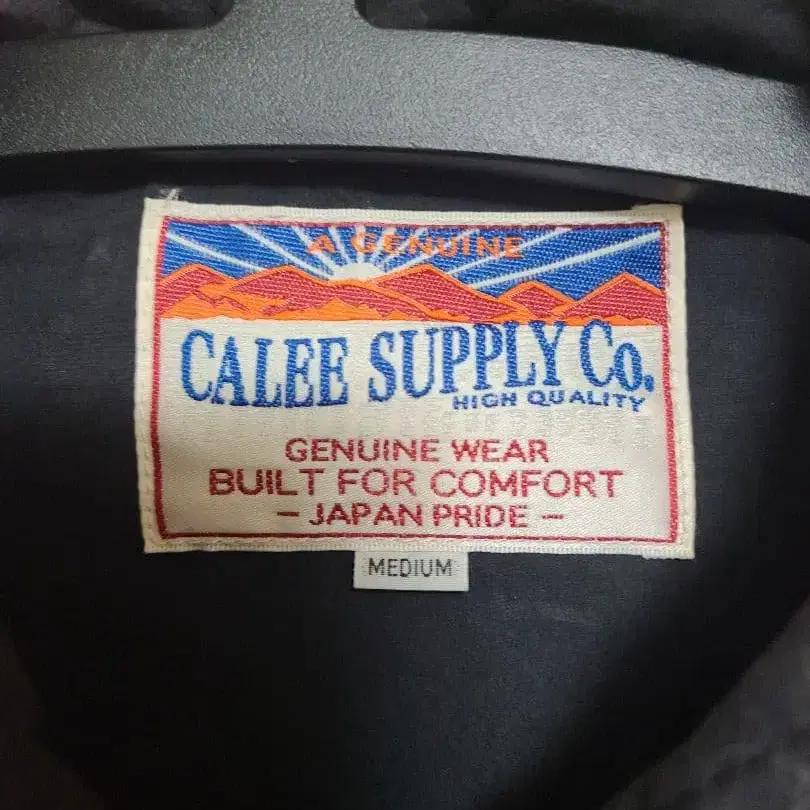 A GENUINE
CALEE SUPPLY Co.
HIGH QUALITY
GENUINE WEAR
BUILT FOR COMFORT
– JAPAN PRIDE –
MEDIUM